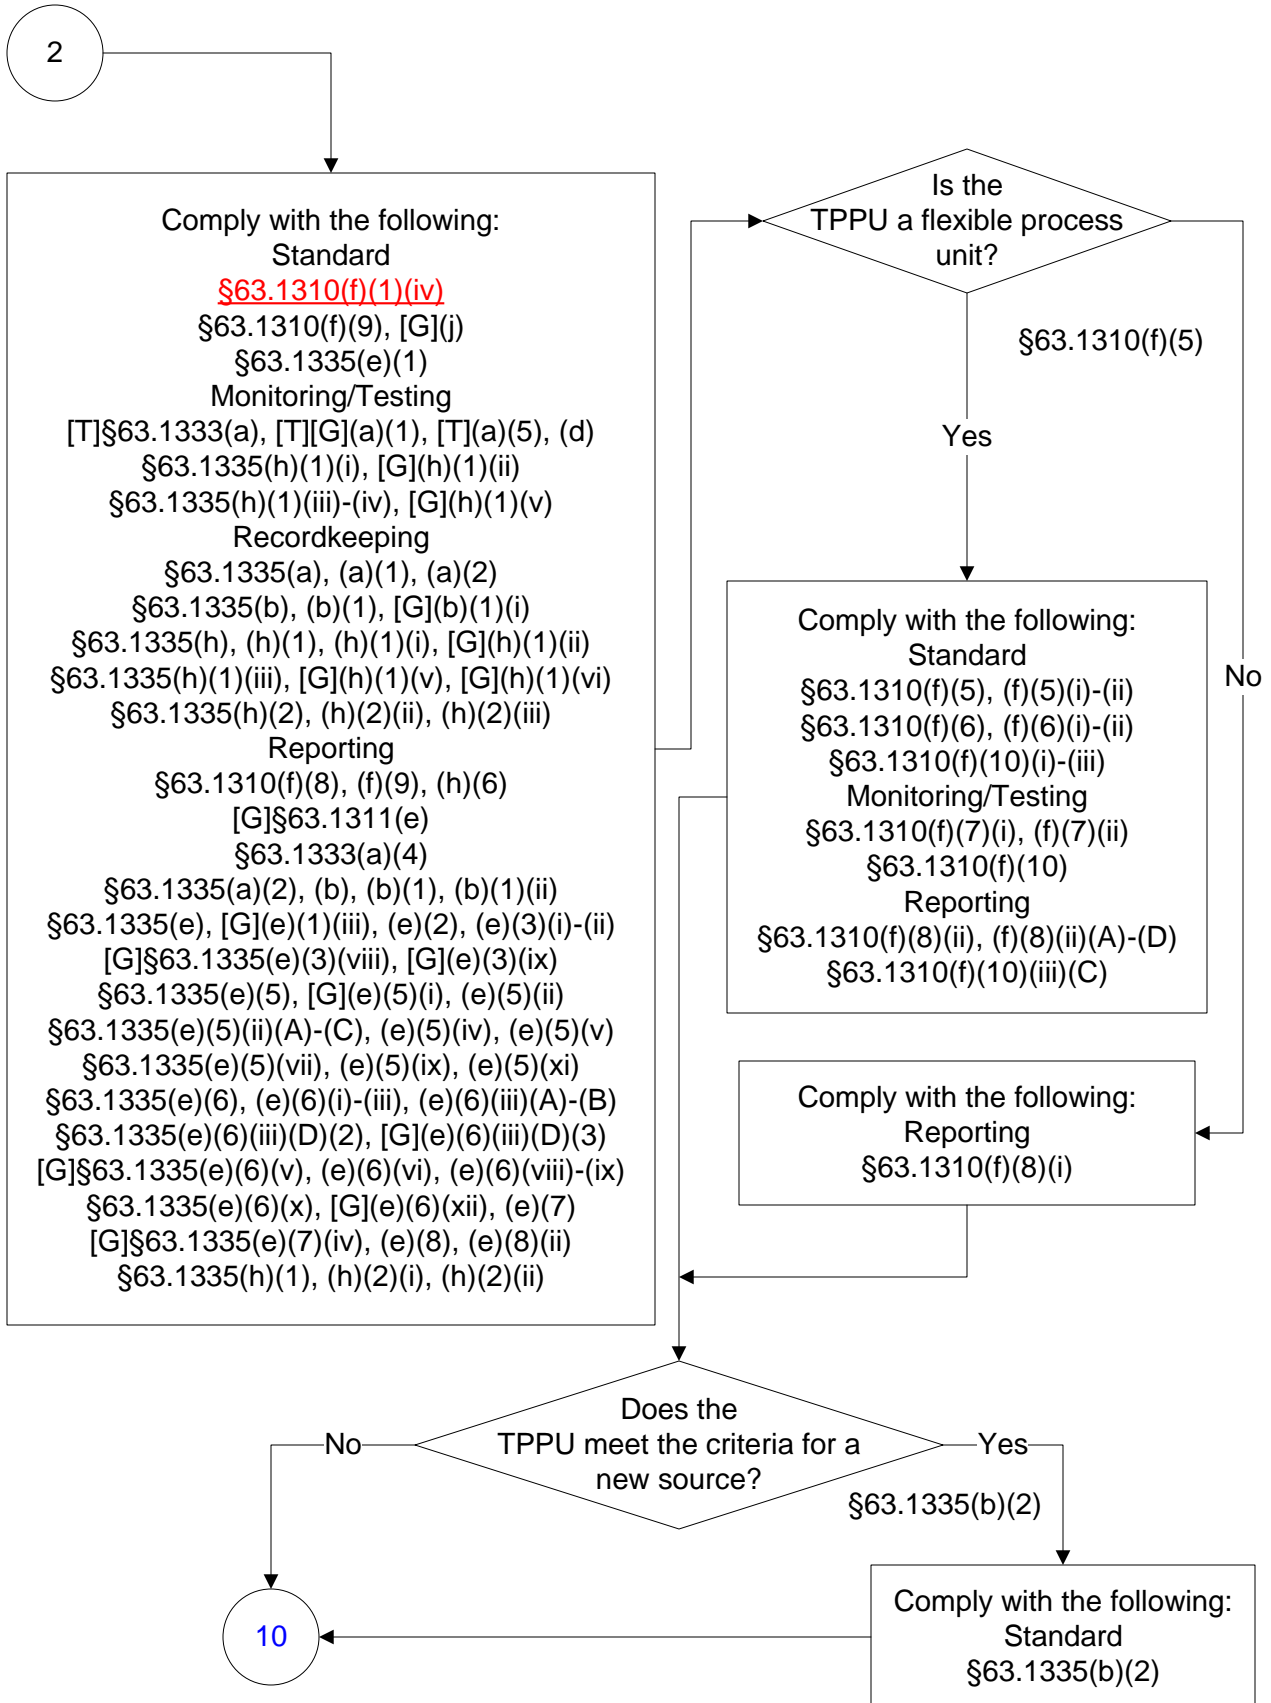 2
Comply with the following:
Standard
§63.1310(f)(1)(iv)
§63.1310(f)(9), [G](j)
§63.1335(e)(1)
Monitoring/Testing
[T]§63.1333(a), [T][G](a)(1), [T](a)(5), (d)
§63.1335(h)(1)(i), [G](h)(1)(ii)
§63.1335(h)(1)(iii)-(iv), [G](h)(1)(v)
Recordkeeping
§63.1335(a), (a)(1), (a)(2)
§63.1335(b), (b)(1), [G](b)(1)(i)
§63.1335(h), (h)(1), (h)(1)(i), [G](h)(1)(ii)
§63.1335(h)(1)(iii), [G](h)(1)(v), [G](h)(1)(vi)
§63.1335(h)(2), (h)(2)(ii), (h)(2)(iii)
Reporting
§63.1310(f)(8), (f)(9), (h)(6)
[G]§63.1311(e)
§63.1333(a)(4)
§63.1335(a)(2), (b), (b)(1), (b)(1)(ii)
§63.1335(e), [G](e)(1)(iii), (e)(2), (e)(3)(i)-(ii)
[G]§63.1335(e)(3)(viii), [G](e)(3)(ix)
§63.1335(e)(5), [G](e)(5)(i), (e)(5)(ii)
§63.1335(e)(5)(ii)(A)-(C), (e)(5)(iv), (e)(5)(v)
§63.1335(e)(5)(vii), (e)(5)(ix), (e)(5)(xi)
§63.1335(e)(6), (e)(6)(i)-(iii), (e)(6)(iii)(A)-(B)
§63.1335(e)(6)(iii)(D)(2), [G](e)(6)(iii)(D)(3)
[G]§63.1335(e)(6)(v), (e)(6)(vi), (e)(6)(viii)-(ix)
§63.1335(e)(6)(x), [G](e)(6)(xii), (e)(7)
[G]§63.1335(e)(7)(iv), (e)(8), (e)(8)(ii)
§63.1335(h)(1), (h)(2)(i), (h)(2)(ii)
Is the
TPPU a flexible process
unit?
§63.1310(f)(5)
Yes
No
Comply with the following:
Standard
§63.1310(f)(5), (f)(5)(i)-(ii)
§63.1310(f)(6), (f)(6)(i)-(ii)
§63.1310(f)(10)(i)-(iii)
Monitoring/Testing
§63.1310(f)(7)(i), (f)(7)(ii)
§63.1310(f)(10)
Reporting
§63.1310(f)(8)(ii), (f)(8)(ii)(A)-(D)
§63.1310(f)(10)(iii)(C)
Comply with the following:
Reporting
§63.1310(f)(8)(i)
Does the
TPPU meet the criteria for a
new source?
No
Yes
§63.1335(b)(2)
Comply with the following:
Standard
§63.1335(b)(2)
10